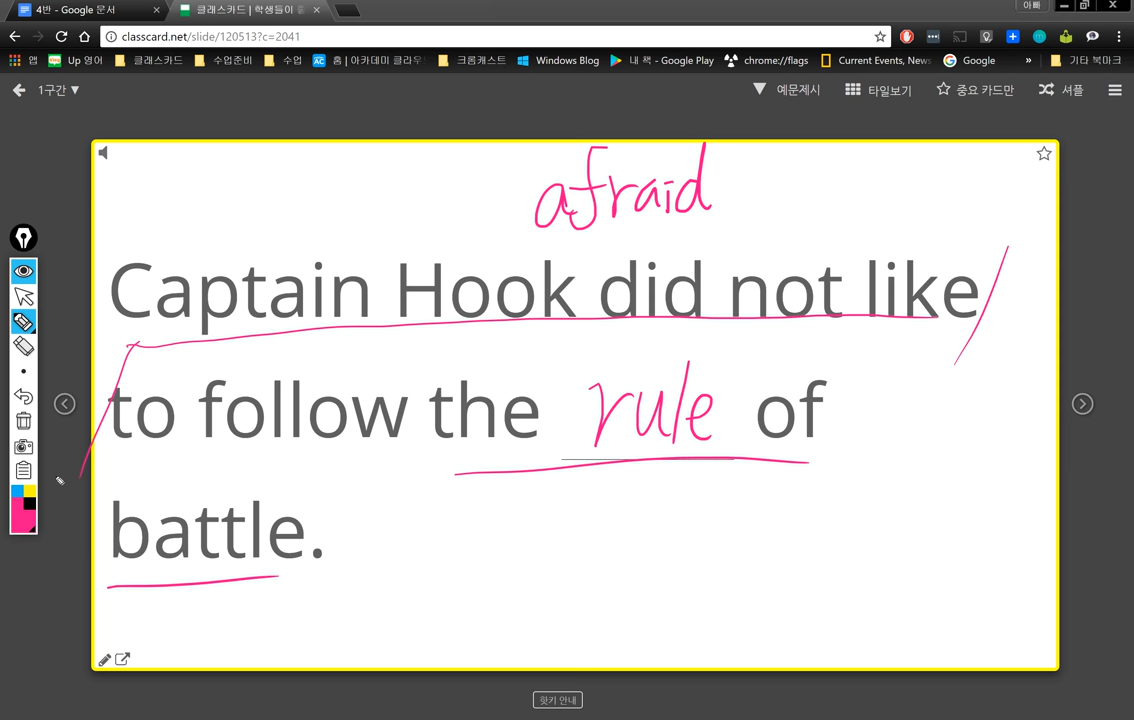 4반 - Google 문서
클래스카드 | 학생들이 좋
아빠
classcard.net/slide/120513?c=2041
앱 Up 영어 클래스카드 수업준비 수업 AC 홈 | 아카데미 클라우 크롬캐스트 Windows Blog 내 책 - Google Play chrome://flags Current Events, News Google » 기타 북마크
1구간 ▼ ▼ 예문제시 타일보기 중요 카드만 셔플
afraid
Captain Hook did not like
to follow the rule of
battle.
핫키 안내